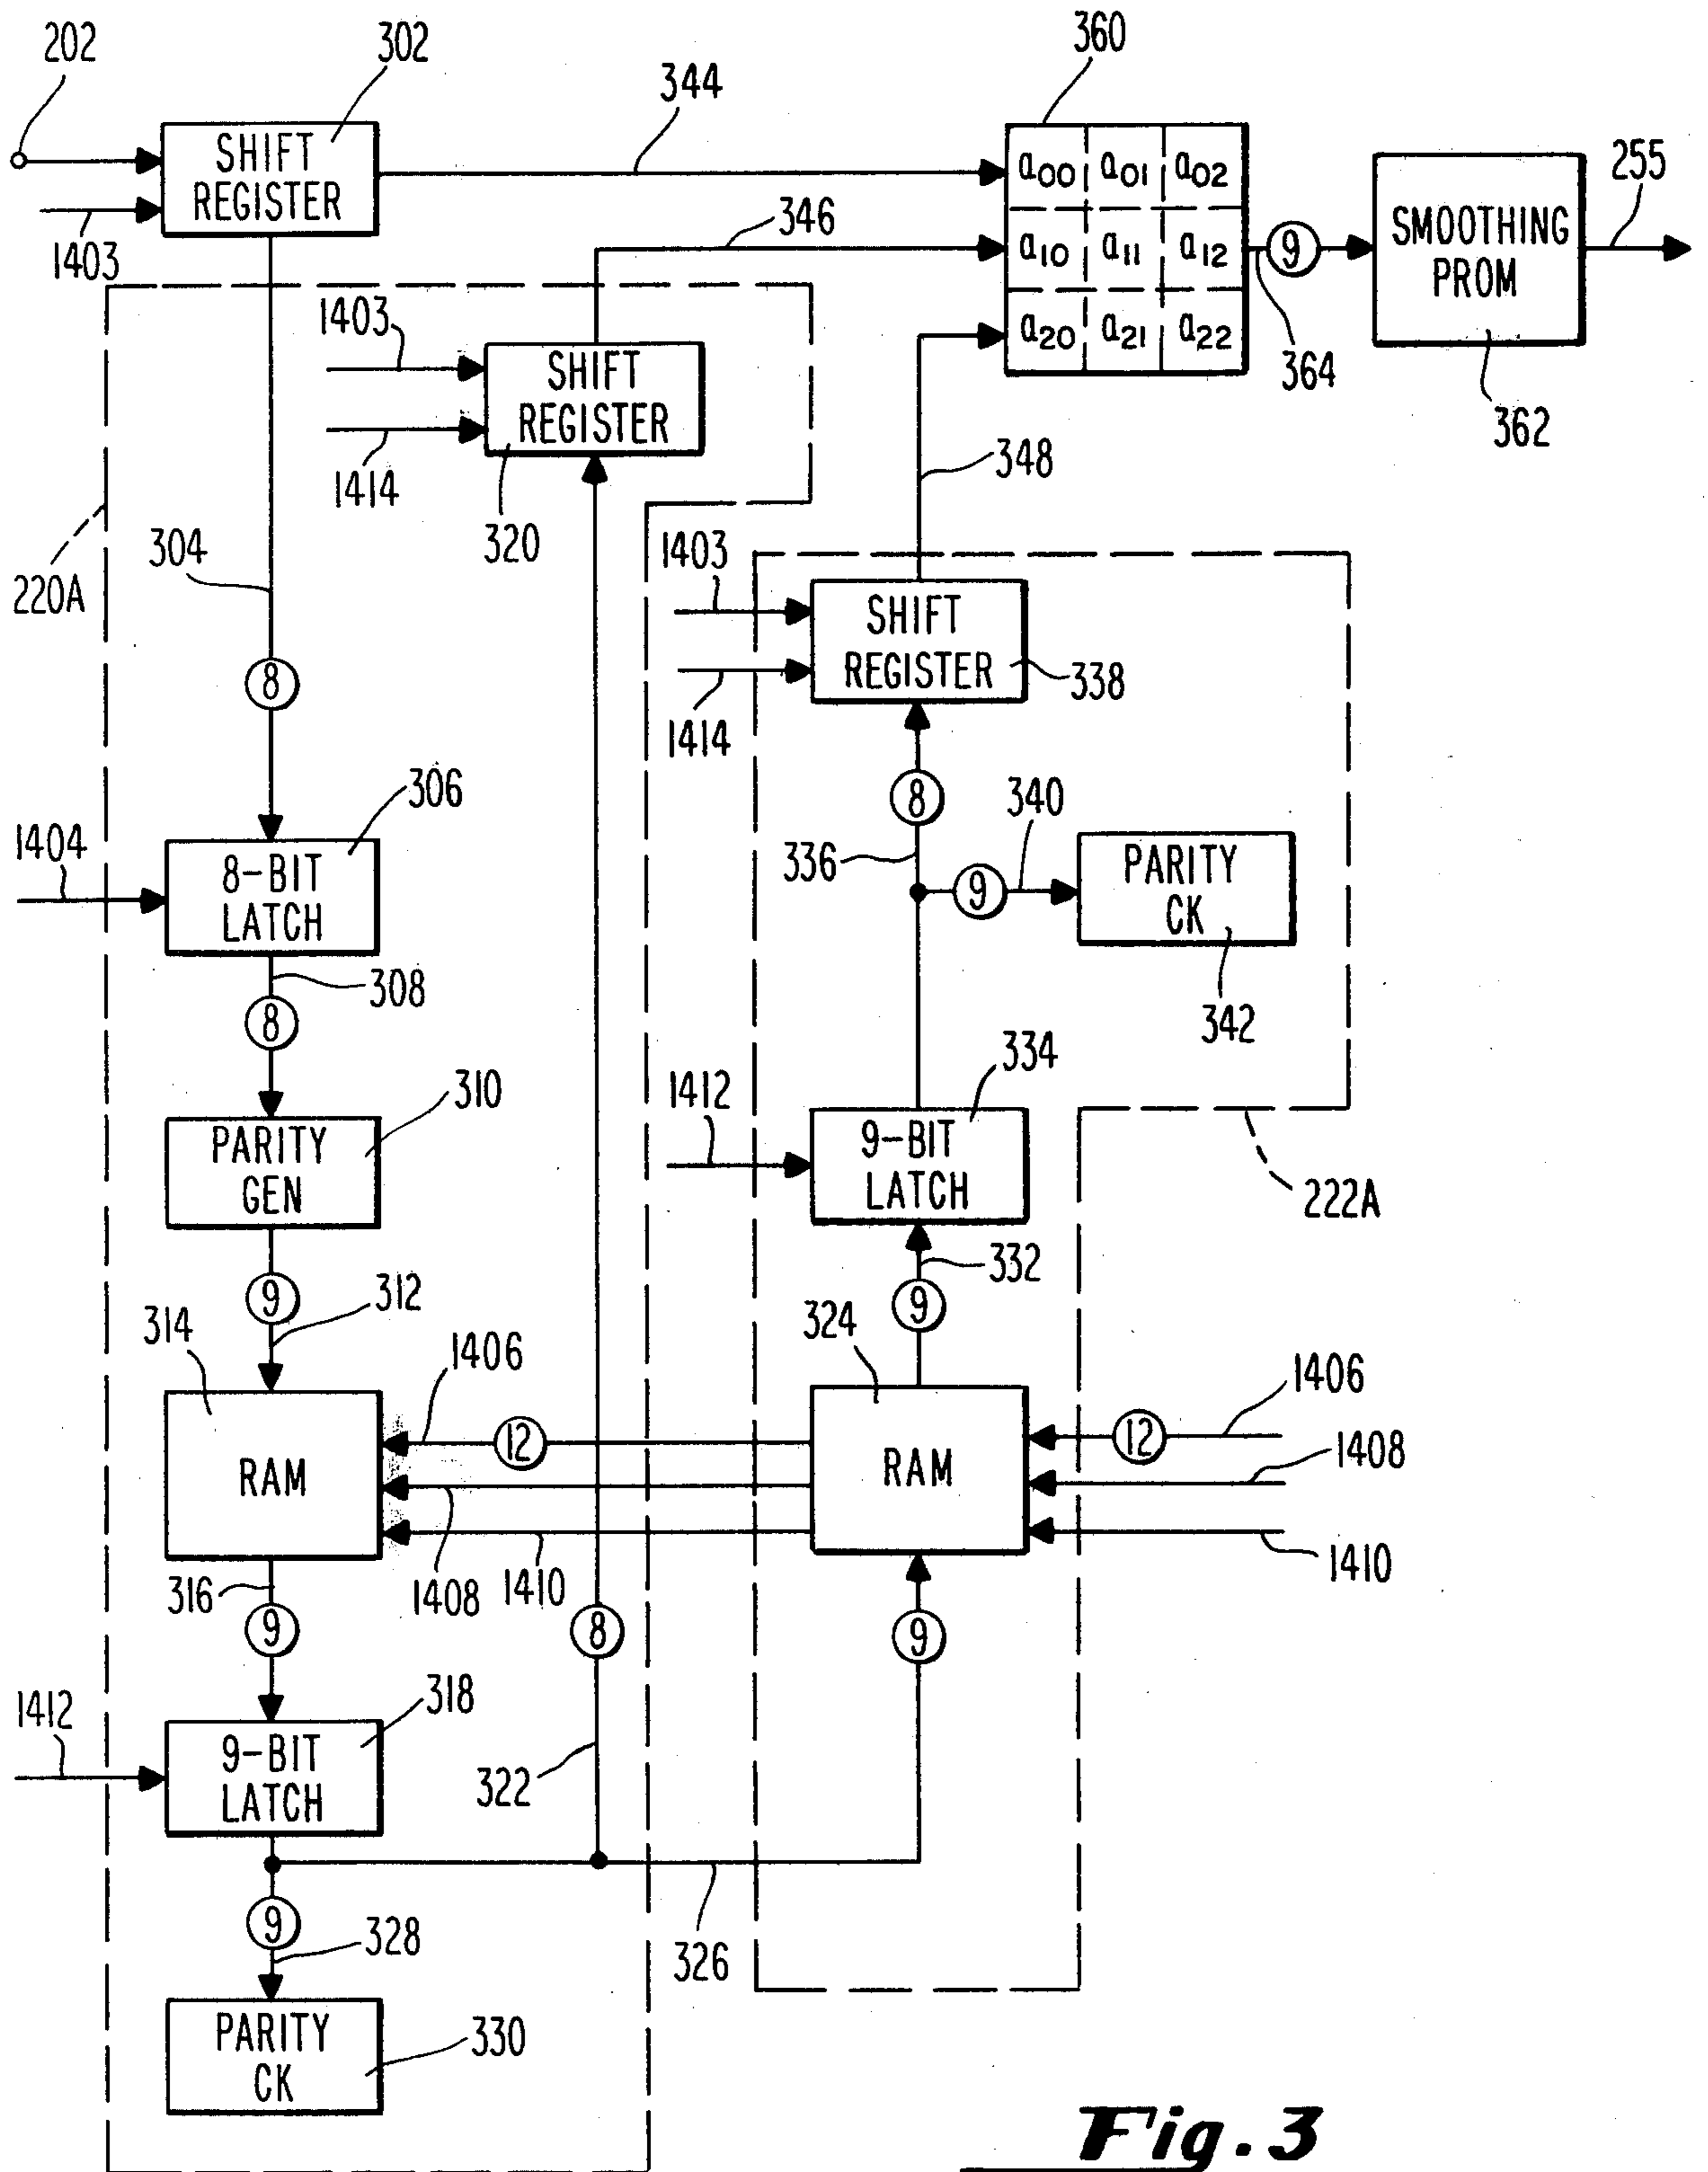 202
302
360
344
SHIFT
REGISTER
a00 a01 a02
255
346
SMOOTHING
PROM
a10 a11 a12
9
1403
1403
a20 a21 a22
364
SHIFT
REGISTER
362
1414
348
320
304
1403
220A
SHIFT
REGISTER
338
8
1414
306
8
340
1404
8-BIT
LATCH
336
9
PARITY
CK
308
8
342
334
310
1412
PARITY
GEN
9-BIT
LATCH
222A
332
9
312
9
314
324
1406
1406
12
12
RAM
RAM
1408
316
1408
1410
1410
9
8
9
318
1412
9-BIT
LATCH
322
9
328
326
PARITY
CK
330
Fig. 3